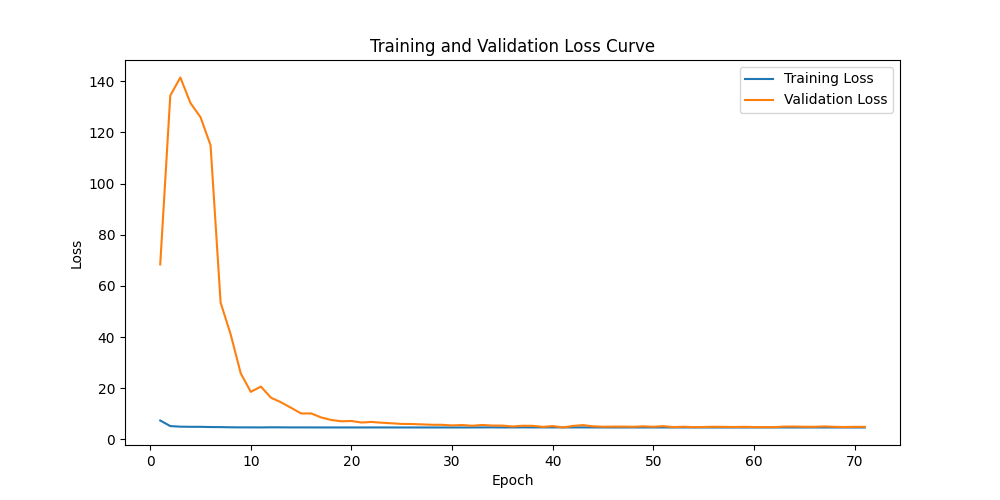 Training and Validation Loss Curve
Training Loss
Validation Loss
140
120
100
80
60
40
20
0
Loss
0 10 20 30 40 50 60 70
Epoch